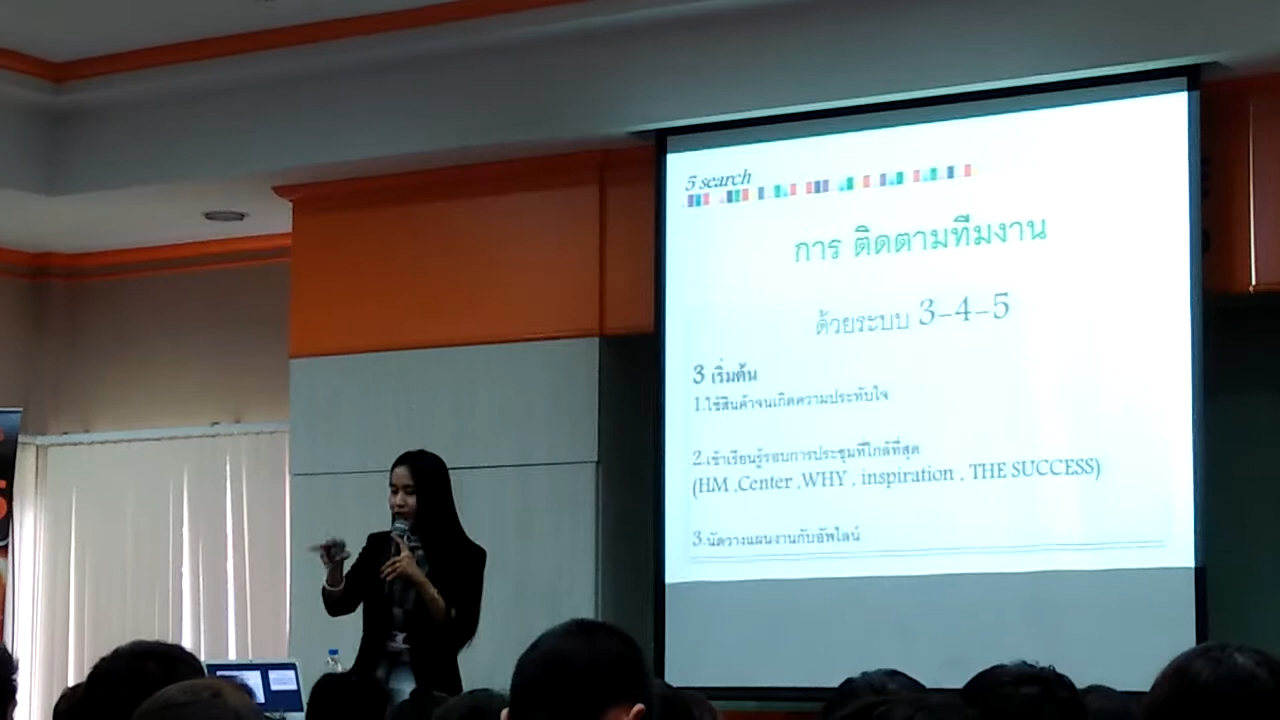 5 search
การ ติดตามทีมงาน
ด้วยระบบ 3-4-5
3 เริ่มต้น
1.ใช้สินค้าจนเกิดความประทับใจ
2.เข้าเรียนรู้รอบการประชุมที่ใกล้ที่สุด
(HM ,Center ,WHY , inspiration , THE SUCCESS)
3.นัดวางแผนงานกับอัพไลน์